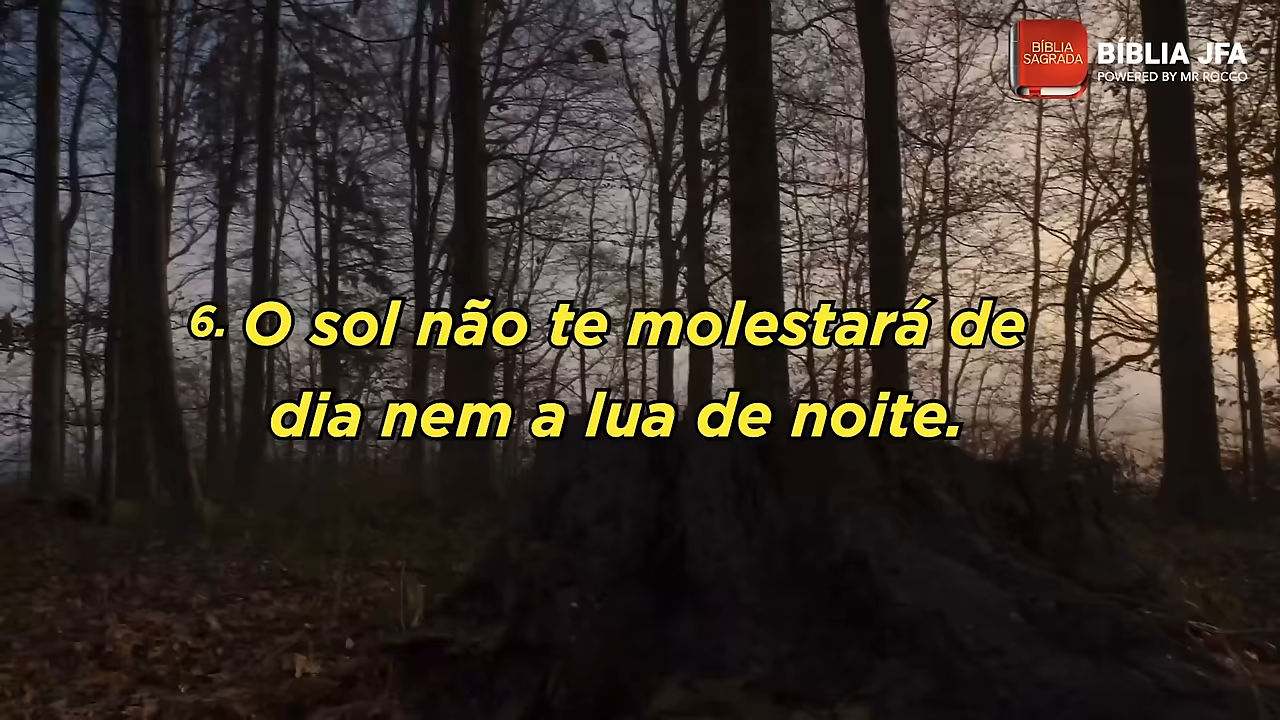 BÍBLIA
SAGRADA
BÍBLIA JFA
POWERED BY MR ROCCO
6. O sol não te molestará de
dia nem a lua de noite.